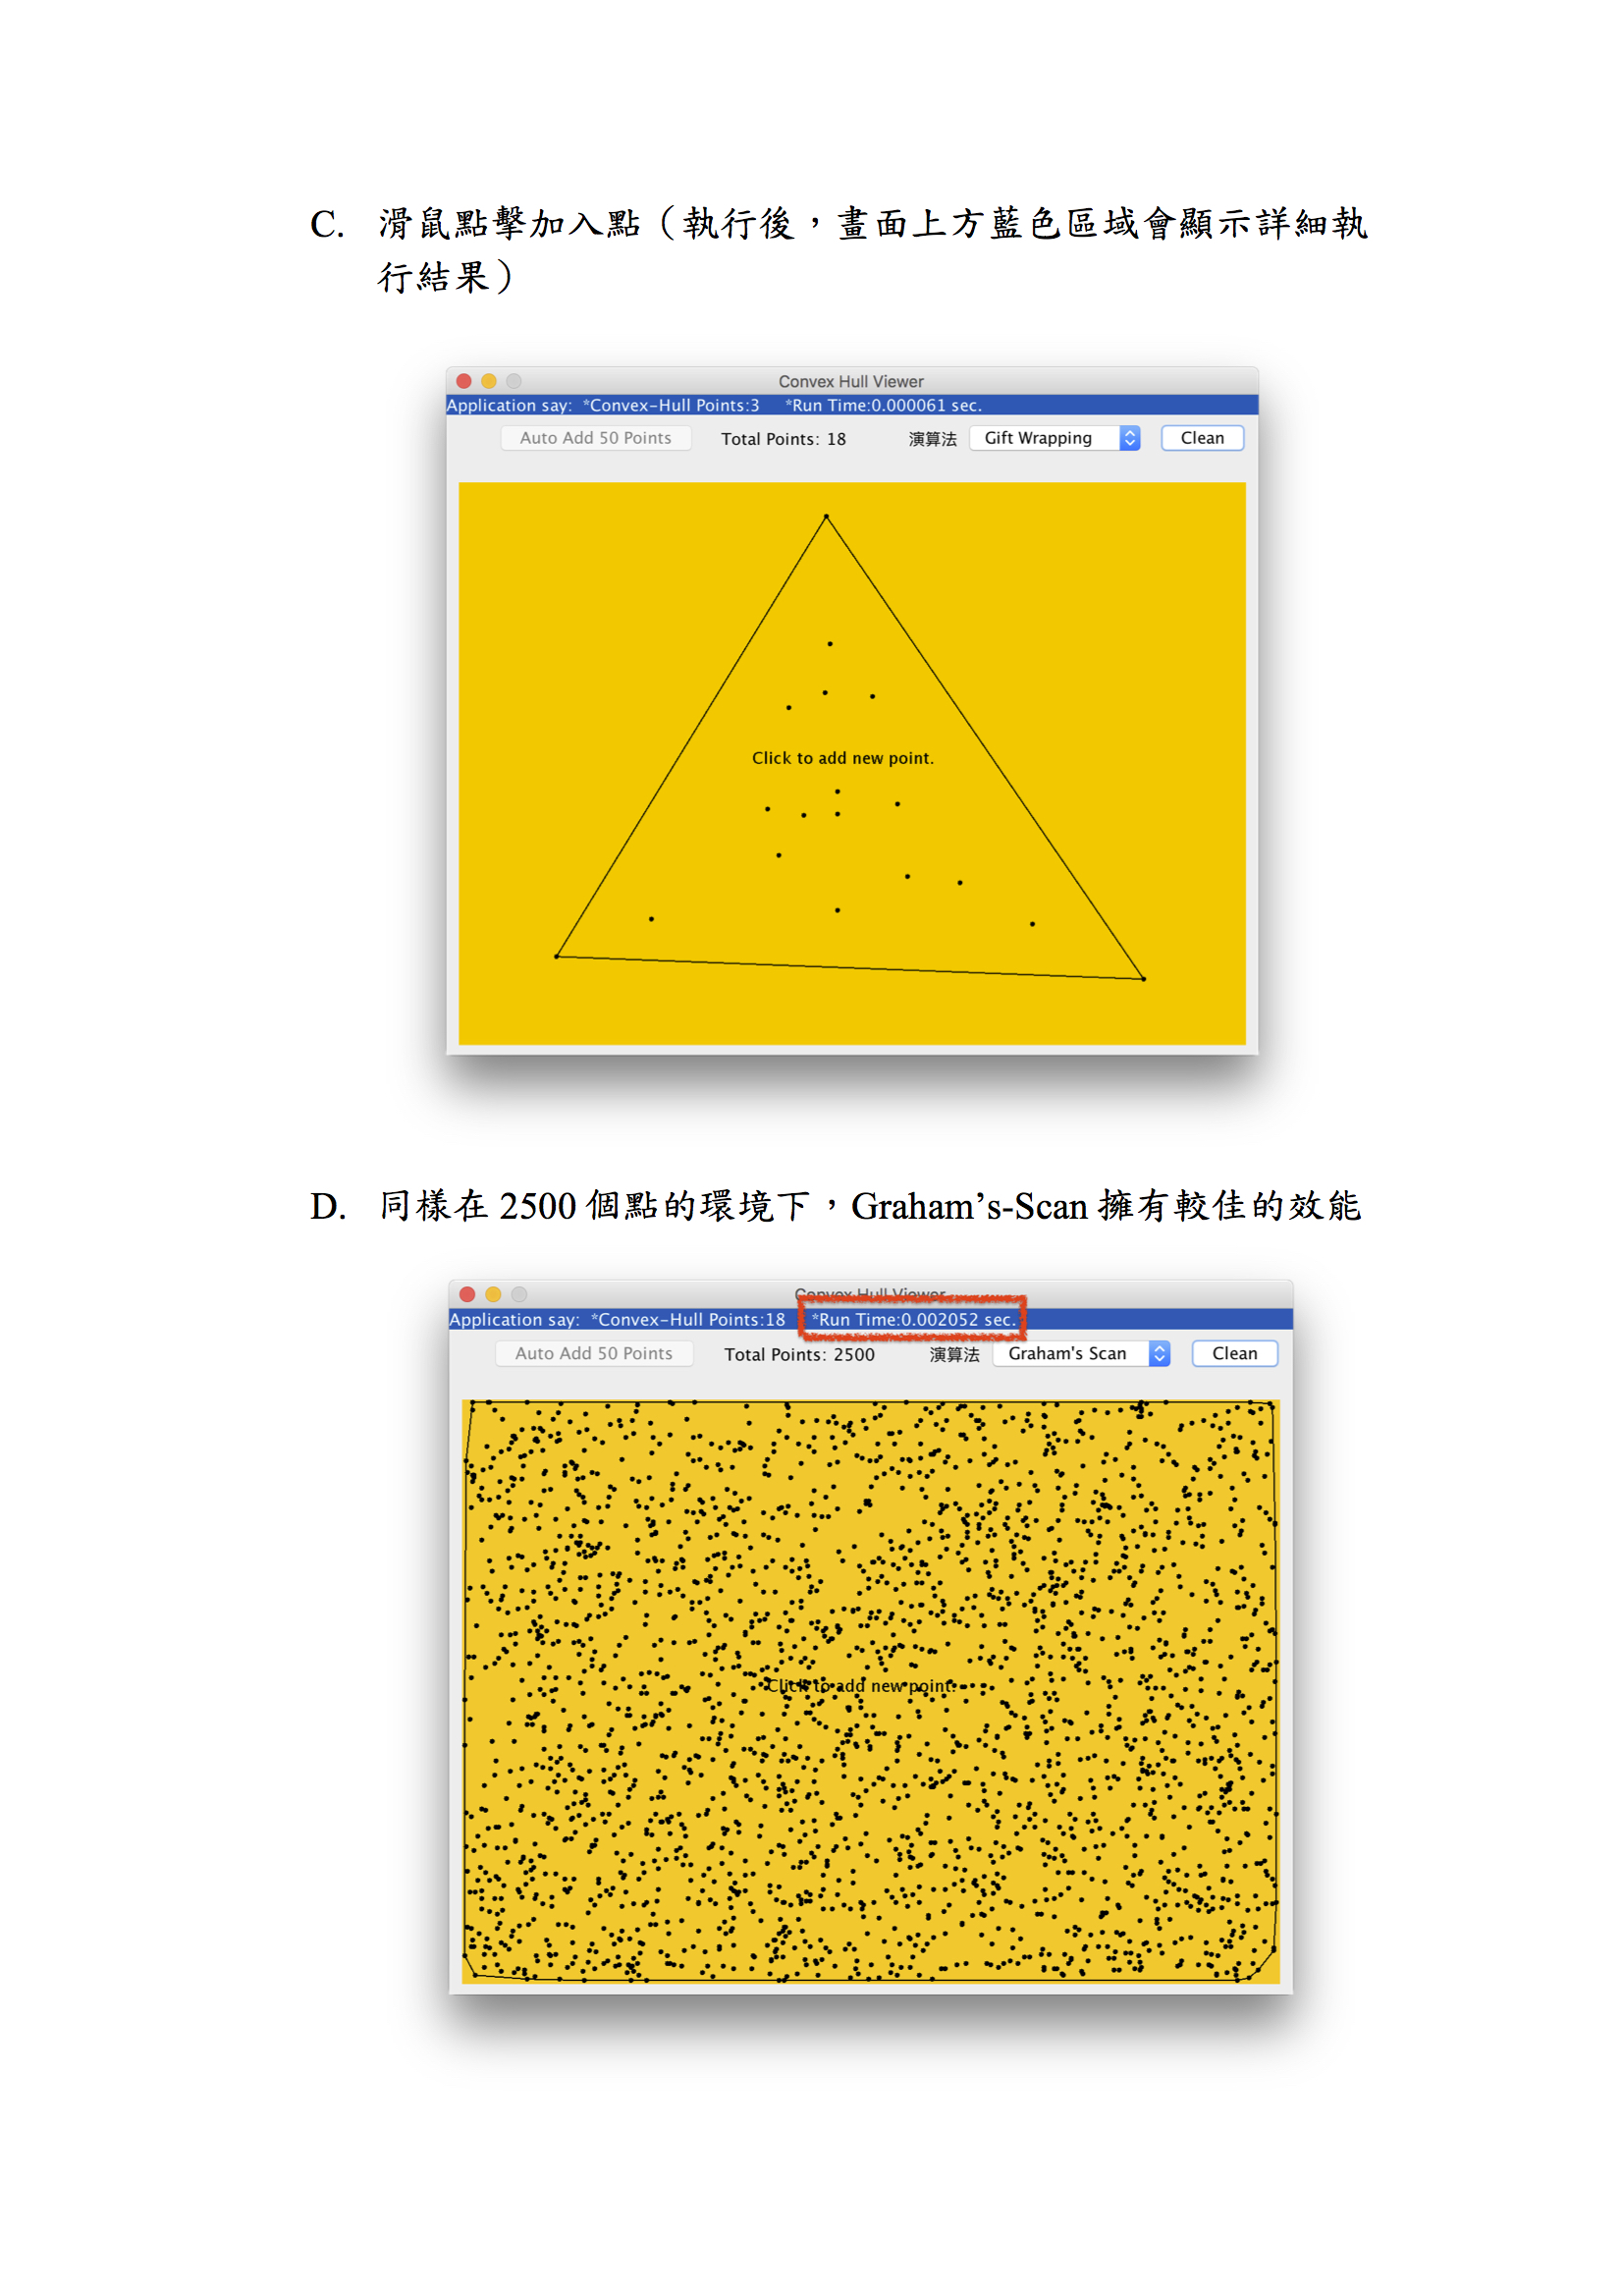 C. 滑鼠點擊加入點（執行後，畫面上方藍色區域會顯示詳細執
行結果）
Convex Hull Viewer
Application say: *Convex-Hull Points:3 *Run Time:0.000061 sec.
Auto Add 50 Points Total Points: 18 演算法 Gift Wrapping Clean
Click to add new point.
D. 同樣在 2500 個點的環境下，Graham’s-Scan 擁有較佳的效能
Convex Hull Viewer
Application say: *Convex-Hull Points:18 *Run Time:0.002052 sec.
Auto Add 50 Points Total Points: 2500 演算法 Graham's Scan Clean
Click to add new point.